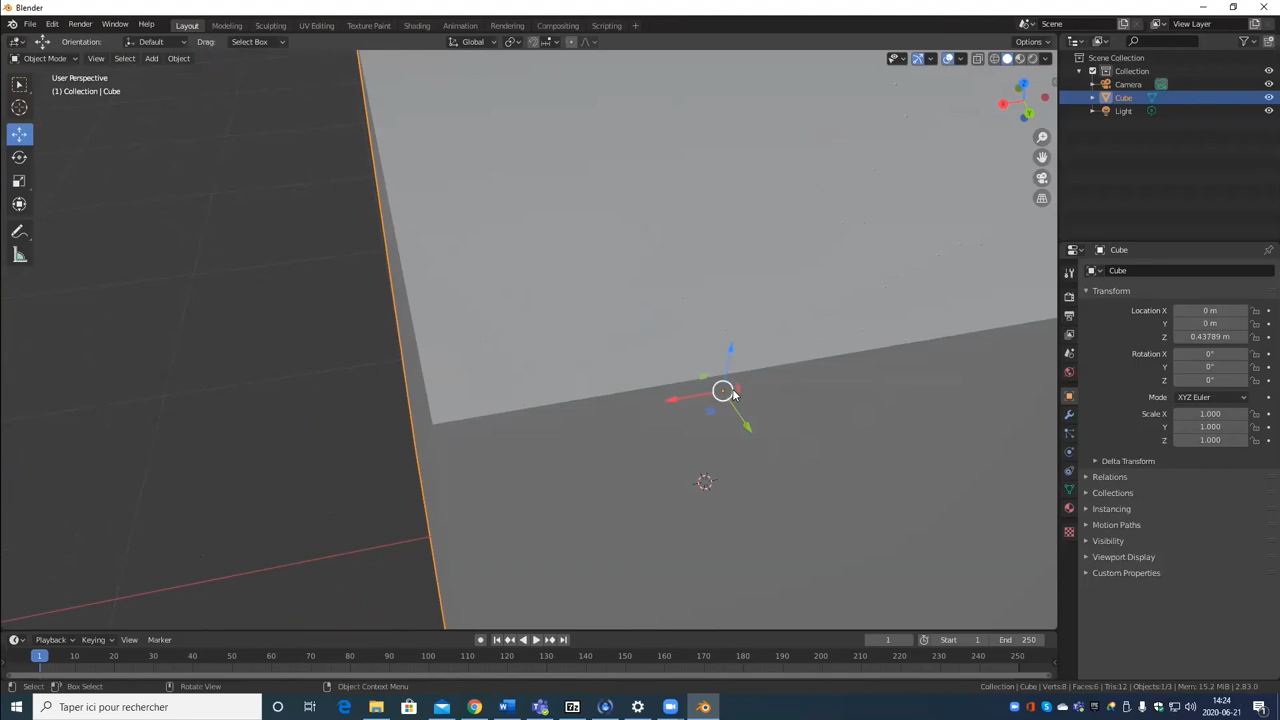 Blender
File Edit Render Window Help Layout Modeling Sculpting UV Editing Texture Paint Shading Animation Rendering Compositing Scripting + Scene View Layer
Orientation: Default Drag: Select Box Global Options
Object Mode View Select Add Object
User Perspective
(1) Collection | Cube
X
Y
Z
Scene Collection
Collection
Camera
Cube
Light
Cube
Cube
Transform
Location X 0 m
Y 0 m
Z 0.43789 m
Rotation X 0°
Y 0°
Z 0°
Mode XYZ Euler
Scale X 1.000
Y 1.000
Z 1.000
Delta Transform
Relations
Collections
Instancing
Motion Paths
Visibility
Viewport Display
Custom Properties
Playback Keying View Marker 1 Start 1 End 250
1 10 20 30 40 50 60 70 80 90 100 110 120 130 140 150 160 170 180 190 200 210 220 230 240 250
Select Box Select Rotate View Object Context Menu Collection | Cube | Verts:8 | Faces:6 | Tris:12 | Objects:1/3 | Mem: 15.2 MiB | 2.83.0
Taper ici pour rechercher
14:24
2020-06-21